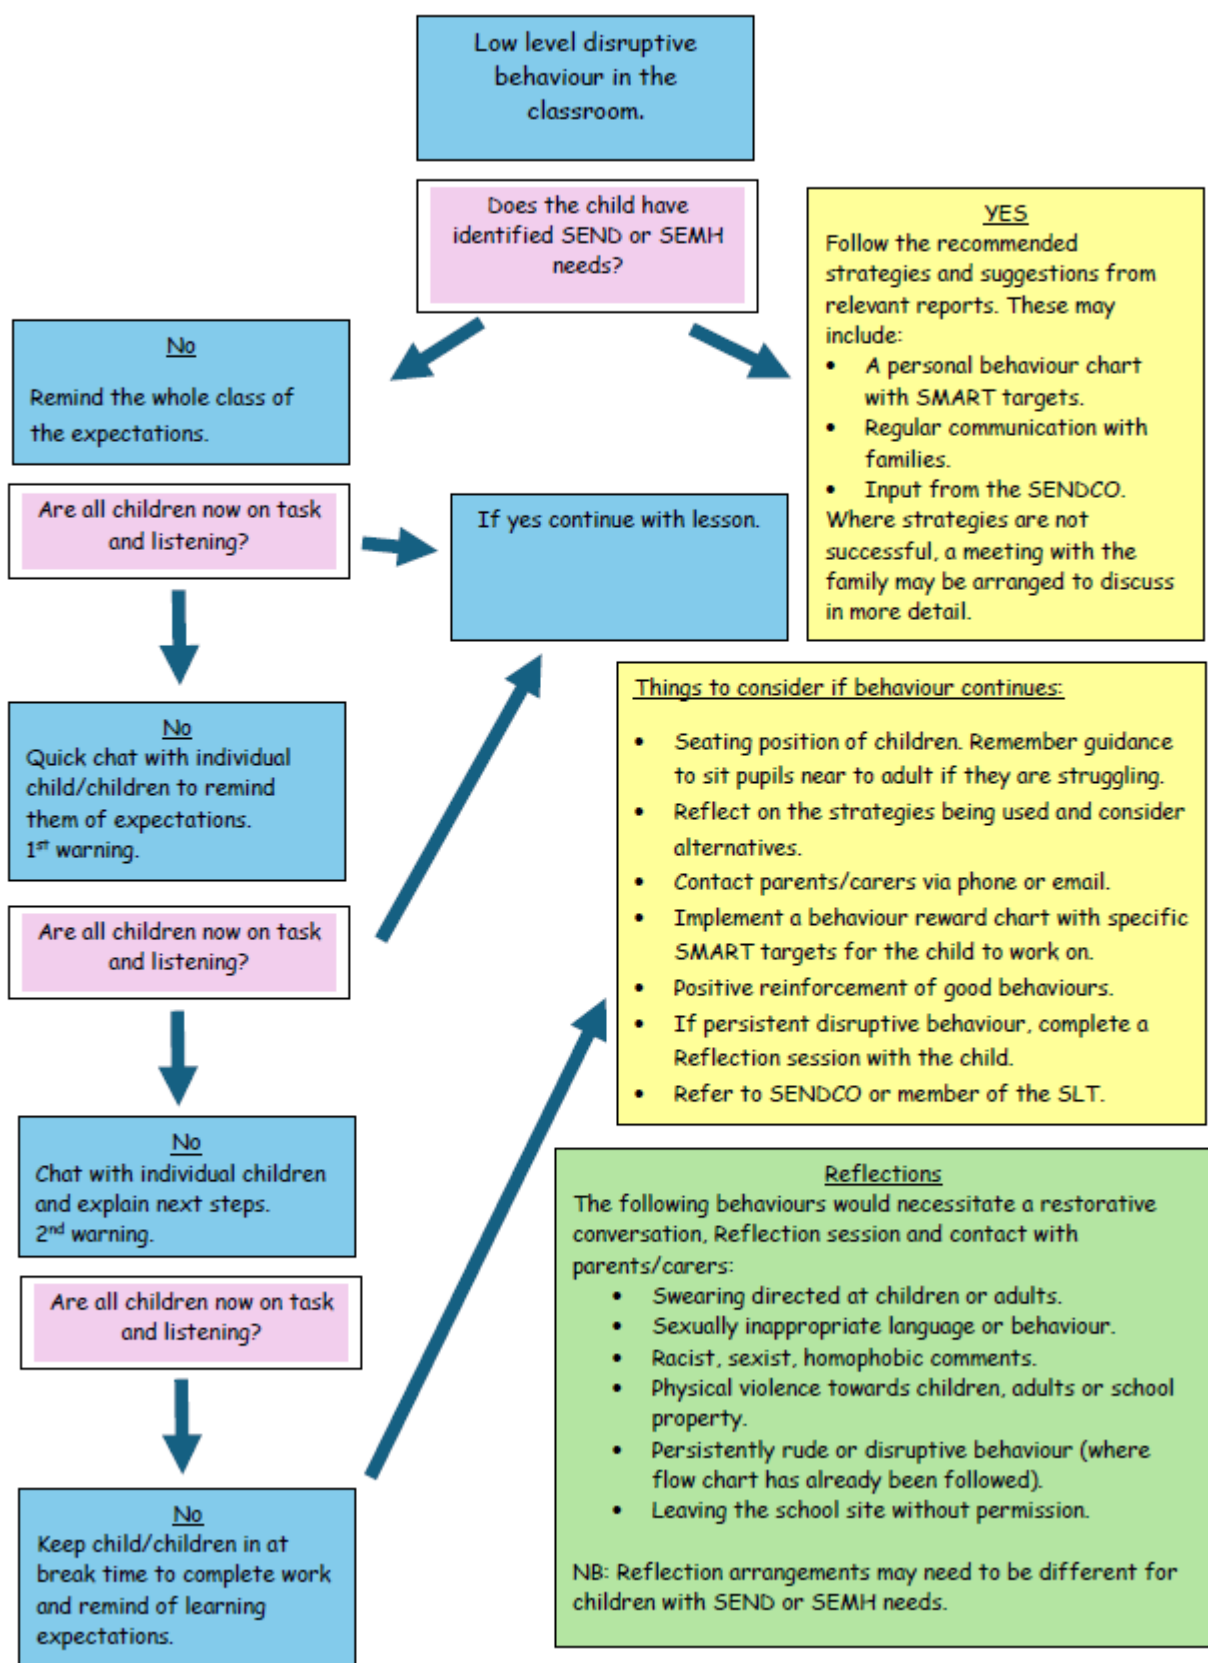 Low level disruptive
behaviour in the
classroom.
Does the child have
identified SEND or SEMH
needs?
YES
Follow the recommended
strategies and suggestions from
relevant reports. These may
include:
• A personal behaviour chart
with SMART targets.
• Regular communication with
families.
• Input from the SENDCO.
Where strategies are not
successful, a meeting with the
family may be arranged to discuss
in more detail.
No
Remind the whole class of
the expectations.
Are all children now on task
and listening?
If yes continue with lesson.
No
Quick chat with individual
child/children to remind
them of expectations.
1st warning.
Are all children now on task
and listening?
No
Chat with individual children
and explain next steps.
2nd warning.
Are all children now on task
and listening?
No
Keep child/children in at
break time to complete work
and remind of learning
expectations.
Things to consider if behaviour continues:
• Seating position of children. Remember guidance
to sit pupils near to adult if they are struggling.
• Reflect on the strategies being used and consider
alternatives.
• Contact parents/carers via phone or email.
• Implement a behaviour reward chart with specific
SMART targets for the child to work on.
• Positive reinforcement of good behaviours.
• If persistent disruptive behaviour, complete a
Reflection session with the child.
• Refer to SENDCO or member of the SLT.
Reflections
The following behaviours would necessitate a restorative
conversation, Reflection session and contact with
parents/carers:
• Swearing directed at children or adults.
• Sexually inappropriate language or behaviour.
• Racist, sexist, homophobic comments.
• Physical violence towards children, adults or school
property.
• Persistently rude or disruptive behaviour (where
flow chart has already been followed).
• Leaving the school site without permission.
NB: Reflection arrangements may need to be different for
children with SEND or SEMH needs.